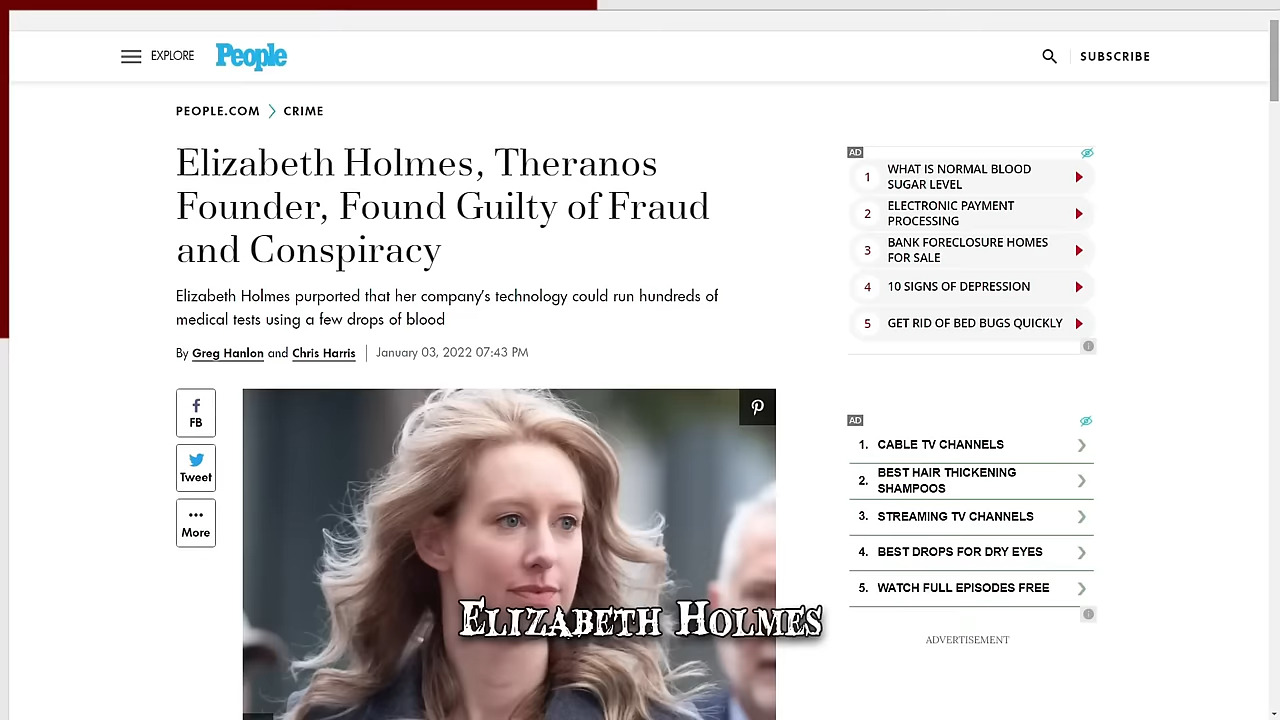 EXPLORE
People
SUBSCRIBE
PEOPLE.COM
CRIME
Elizabeth Holmes, Theranos
Founder, Found Guilty of Fraud
and Conspiracy
Elizabeth Holmes purported that her company's technology could run hundreds of
medical tests using a few drops of blood
By Greg Hanlon and Chris Harris
January 03, 2022 07:43 PM
FB
Tweet
More
ELIZABETH HOLMES
AD
1 WHAT IS NORMAL BLOOD
SUGAR LEVEL
2 ELECTRONIC PAYMENT
PROCESSING
3 BANK FORECLOSURE HOMES
FOR SALE
4 10 SIGNS OF DEPRESSION
5 GET RID OF BED BUGS QUICKLY
AD
1. CABLE TV CHANNELS
2. BEST HAIR THICKENING
SHAMPOOS
3. STREAMING TV CHANNELS
4. BEST DROPS FOR DRY EYES
5. WATCH FULL EPISODES FREE
ADVERTISEMENT